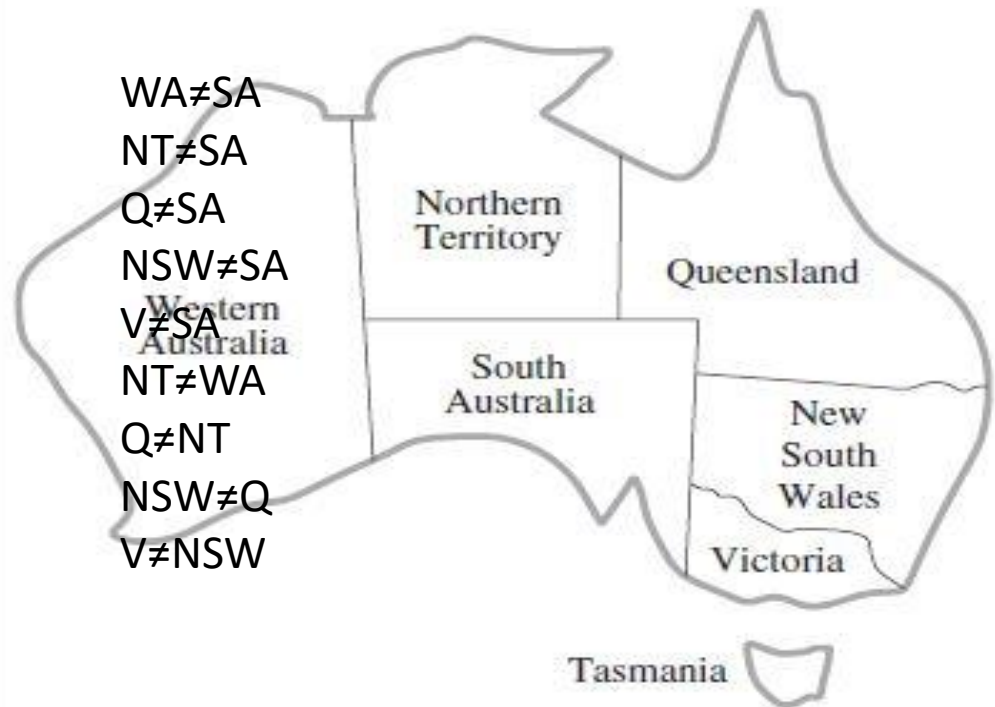 WA≠SA
NT≠SA
Q≠SA
NSW≠SA
V≠SA
NT≠WA
Q≠NT
NSW≠Q
V≠NSW
Western
Australia
Northern
Territory
Queensland
South
Australia
New
South
Wales
Victoria
Tasmania